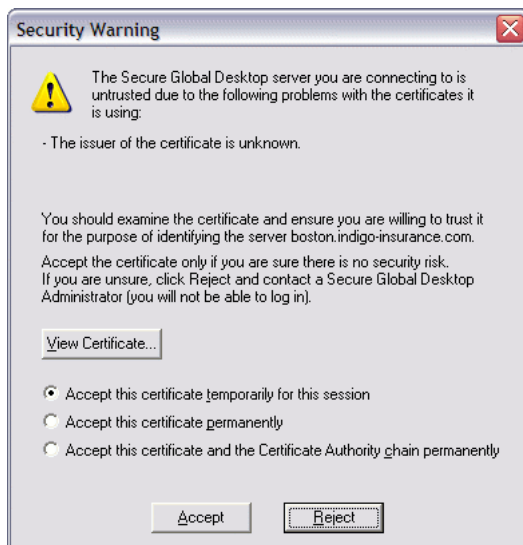 Security Warning
The Secure Global Desktop server you are connecting to is
untrusted due to the following problems with the certificates it
is using:
- The issuer of the certificate is unknown.
You should examine the certificate and ensure you are willing to trust it
for the purpose of identifying the server boston.indigo-insurance.com.
Accept the certificate only if you are sure there is no security risk.
If you are unsure, click Reject and contact a Secure Global Desktop
Administrator (you will not be able to log in).
View Certificate...
Accept this certificate temporarily for this session
Accept this certificate permanently
Accept this certificate and the Certificate Authority chain permanently
Accept
Reject